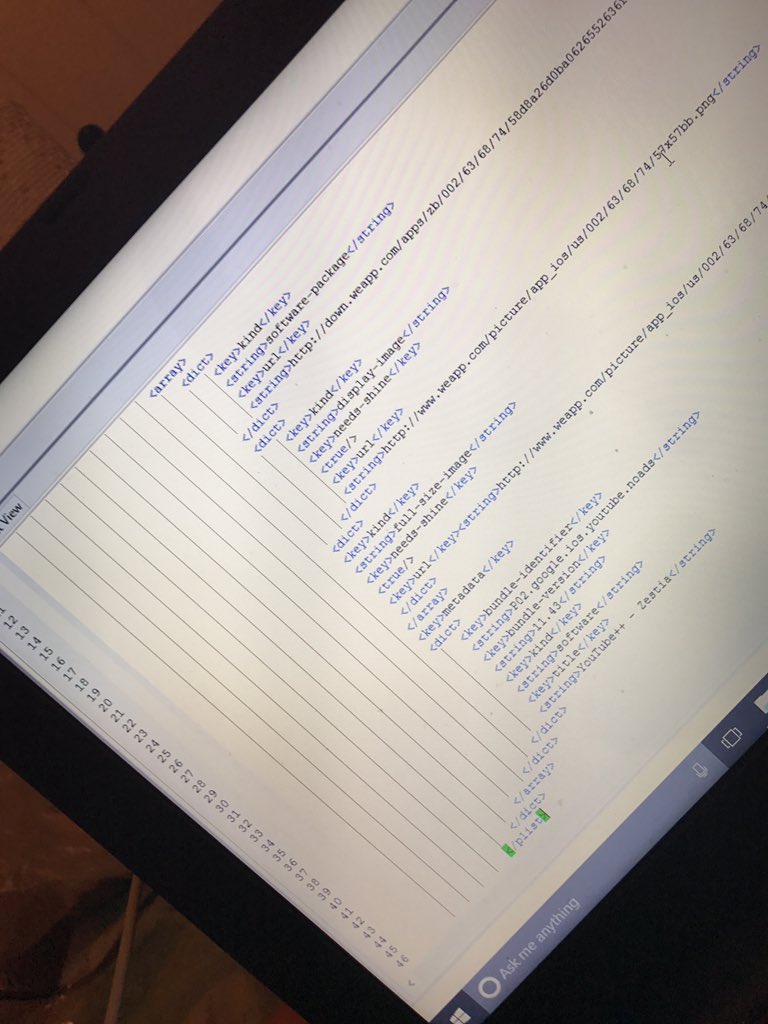 View
<array>
<dict>
<key>kind</key>
<string>software-package</string>
<key>url</key>
<string>http://down.weapp.com/apps/zb/002/63/68/74/58d8a26d0ba0626552636
</dict>
<dict>
<key>kind</key>
<string>display-image</string>
<key>needs-shine</key>
<true/>
<key>url</key>
<string>http://www.weapp.com/picture/app_ios/us/002/63/68/74/57x57bb.png</string>
</dict>
<dict>
<key>kind</key>
<string>full-size-image</string>
<key>needs-shine</key>
<true/>
<key>url</key><string>http://www.weapp.com/picture/app_ios/us/002/63/68/74/
</dict>
</array>
<key>metadata</key>
<dict>
<key>bundle-identifier</key>
<string>P02.google.ios.youtube.noads</string>
<key>bundle-version</key>
<string>11.43</string>
<key>kind</key>
<string>software</string>
<key>title</key>
<string>YouTube++ - Zestia</string>
</dict>
</dict>
</array>
</dict>
</plist>
12
13
14
15
16
17
18
19
20
21
22
23
24
25
26
27
28
29
30
31
32
33
34
35
36
37
38
39
40
41
42
43
44
45
46
Ask me anything